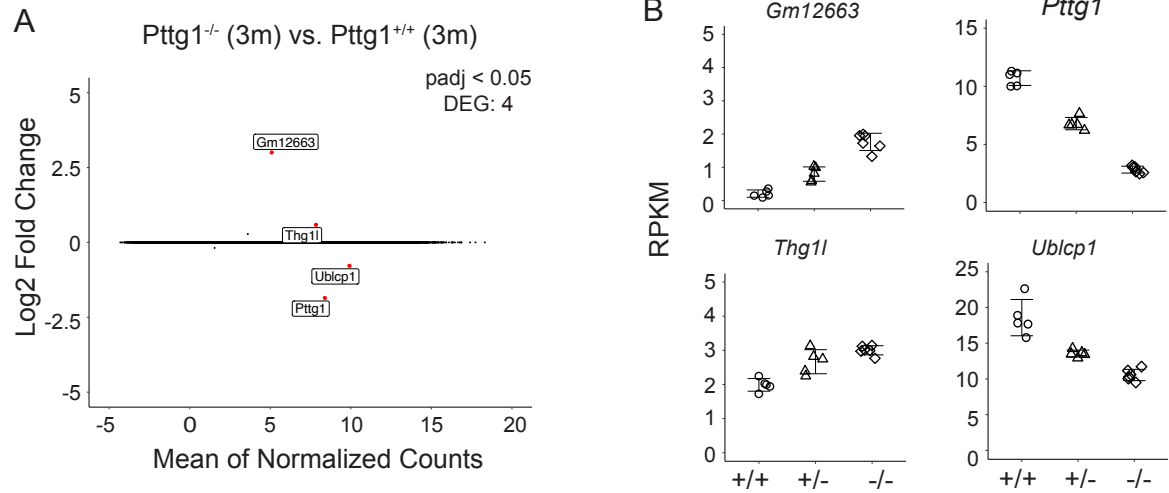 A
Pttg1-/- (3m) vs. Pttg1+/+ (3m)
padj < 0.05
DEG: 4
Log2 Fold Change
5
2.5
0
-2.5
-5
Gm12663
Thg1l
Ublcp1
Pttg1
-5 0 5 10 15 20
Mean of Normalized Counts
B
RPKM
Gm12663
5
4
3
2
1
0
Pttg1
15
10
5
0
Thg1l
5
4
3
2
1
0
+/+ +/- -/-
Ublcp1
25
20
15
10
5
0
+/+ +/- -/-